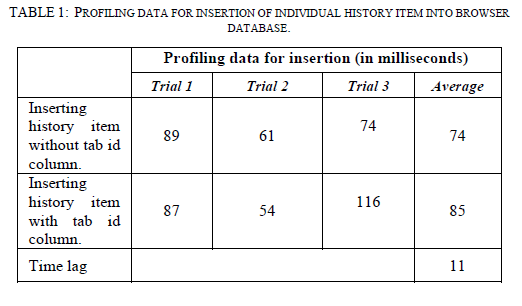 TABLE 1: PROFILING DATA FOR INSERTION OF INDIVIDUAL HISTORY ITEM INTO BROWSER
DATABASE.
Profiling data for insertion (in milliseconds)
Trial 1 Trial 2 Trial 3 Average
Inserting
history item
without tab id
column.
89 61 74 74
Inserting
history item
with tab id
column.
87 54 116 85
Time lag 11